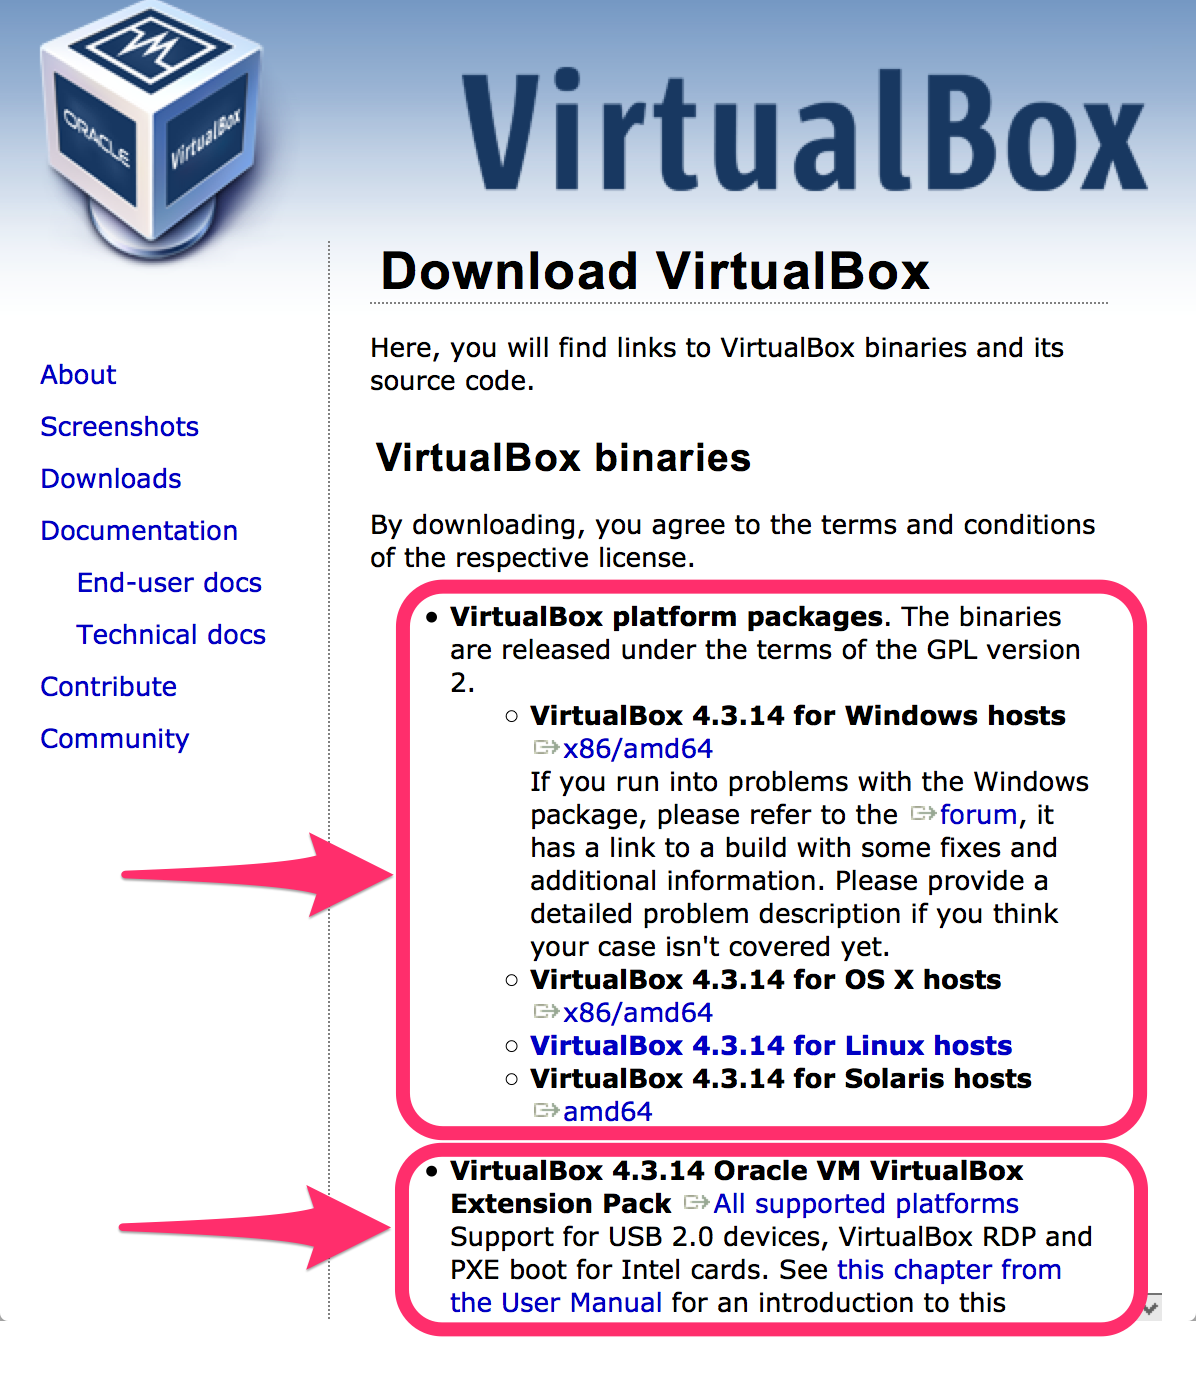 ORACLE
VirtualBox
VirtualBox
Download VirtualBox
Here, you will find links to VirtualBox binaries and its
source code.
About
Screenshots
Downloads
Documentation
End-user docs
Technical docs
Contribute
Community
VirtualBox binaries
By downloading, you agree to the terms and conditions
of the respective license.
• VirtualBox platform packages. The binaries
are released under the terms of the GPL version
2.
○ VirtualBox 4.3.14 for Windows hosts
x86/amd64
If you run into problems with the Windows
package, please refer to the forum, it
has a link to a build with some fixes and
additional information. Please provide a
detailed problem description if you think
your case isn't covered yet.
○ VirtualBox 4.3.14 for OS X hosts
x86/amd64
○ VirtualBox 4.3.14 for Linux hosts
○ VirtualBox 4.3.14 for Solaris hosts
amd64
• VirtualBox 4.3.14 Oracle VM VirtualBox
Extension Pack All supported platforms
Support for USB 2.0 devices, VirtualBox RDP and
PXE boot for Intel cards. See this chapter from
the User Manual for an introduction to this